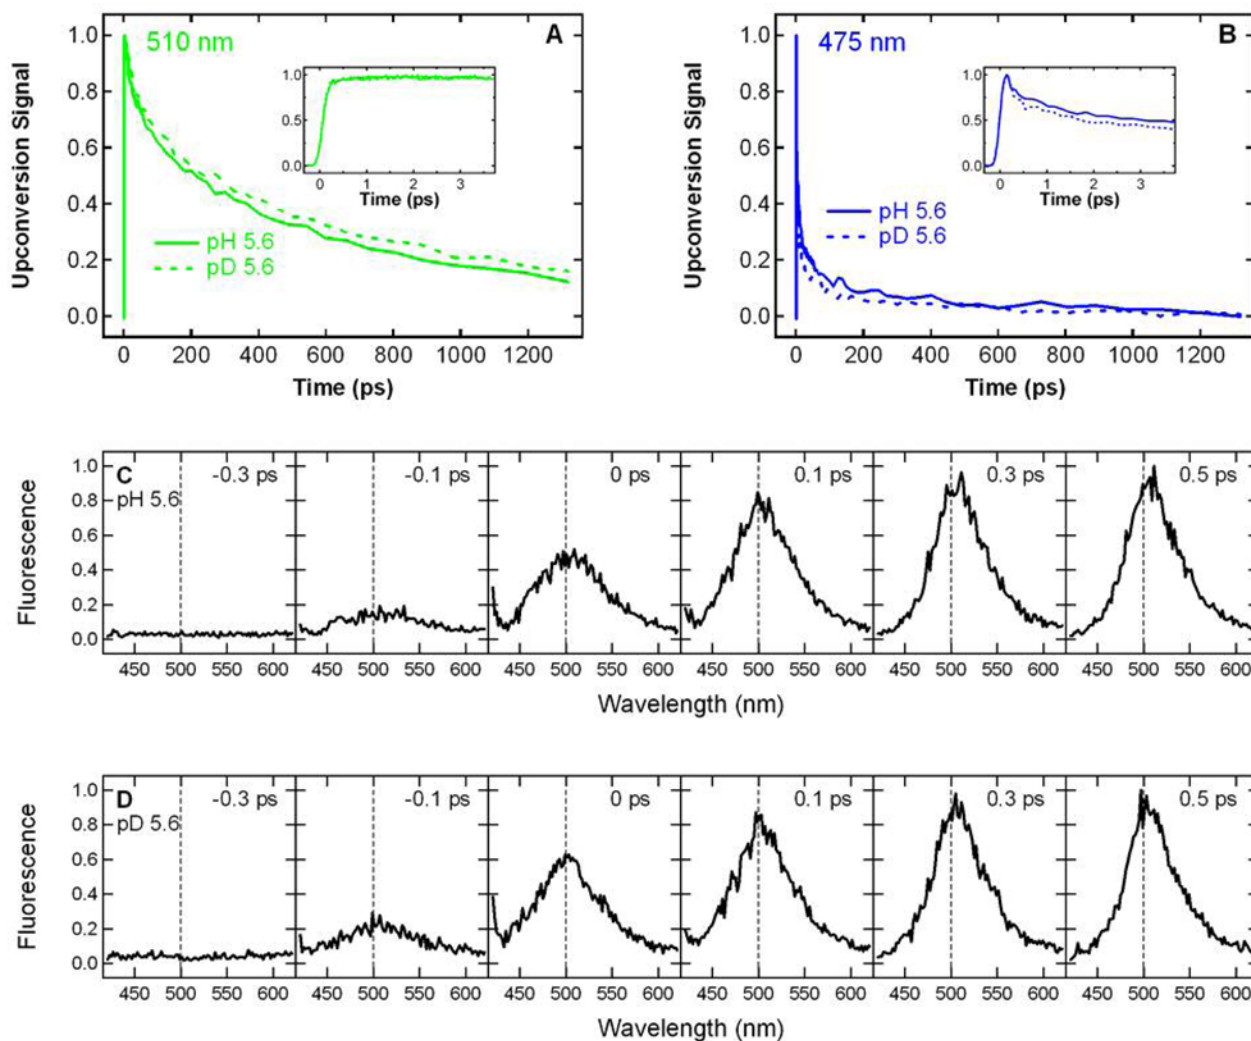 A
510 nm
1.0
0.8
0.6
0.4
0.2
0.0
Upconversion Signal
1.0
0.5
0.0
0 1 2 3
Time (ps)
pH 5.6
pD 5.6
0 200 400 600 800 1000 1200
Time (ps)
B
475 nm
1.0
0.8
0.6
0.4
0.2
0.0
Upconversion Signal
1.0
0.5
0.0
0 1 2 3
Time (ps)
pH 5.6
pD 5.6
0 200 400 600 800 1000 1200
Time (ps)
C -0.3 ps -0.1 ps 0 ps 0.1 ps 0.3 ps 0.5 ps
pH 5.6
1.0
0.8
0.6
0.4
0.2
0.0
Fluorescence
450 500 550 600 450 500 550 600 450 500 550 600 450 500 550 600 450 500 550 600 450 500 550 600
Wavelength (nm)
D -0.3 ps -0.1 ps 0 ps 0.1 ps 0.3 ps 0.5 ps
pD 5.6
1.0
0.8
0.6
0.4
0.2
0.0
Fluorescence
450 500 550 600 450 500 550 600 450 500 550 600 450 500 550 600 450 500 550 600 450 500 550 600
Wavelength (nm)